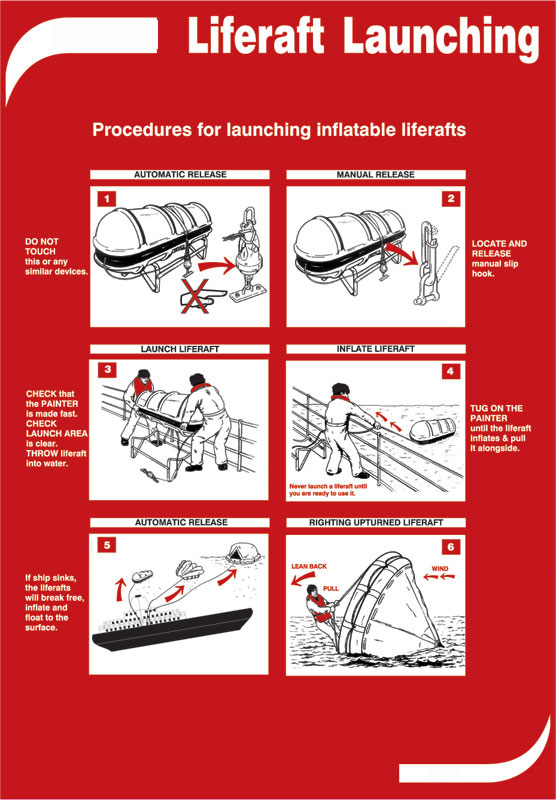 Liferaft Launching
Procedures for launching inflatable liferafts
AUTOMATIC RELEASE
1
DO NOT
TOUCH
this or any
similar devices.
MANUAL RELEASE
2
LOCATE AND
RELEASE
manual slip
hook.
LAUNCH LIFERAFT
3
CHECK that
the PAINTER
is made fast.
CHECK
LAUNCH AREA
is clear.
THROW liferaft
into water.
INFLATE LIFERAFT
4
Never launch a liferaft until
you are ready to use it.
TUG ON THE
PAINTER
until the liferaft
inflates & pull
it alongside.
AUTOMATIC RELEASE
5
If ship sinks,
the liferafts
will break free,
inflate and
float to the
surface.
RIGHTING UPTURNED LIFERAFT
6
LEAN BACK
PULL
WIND